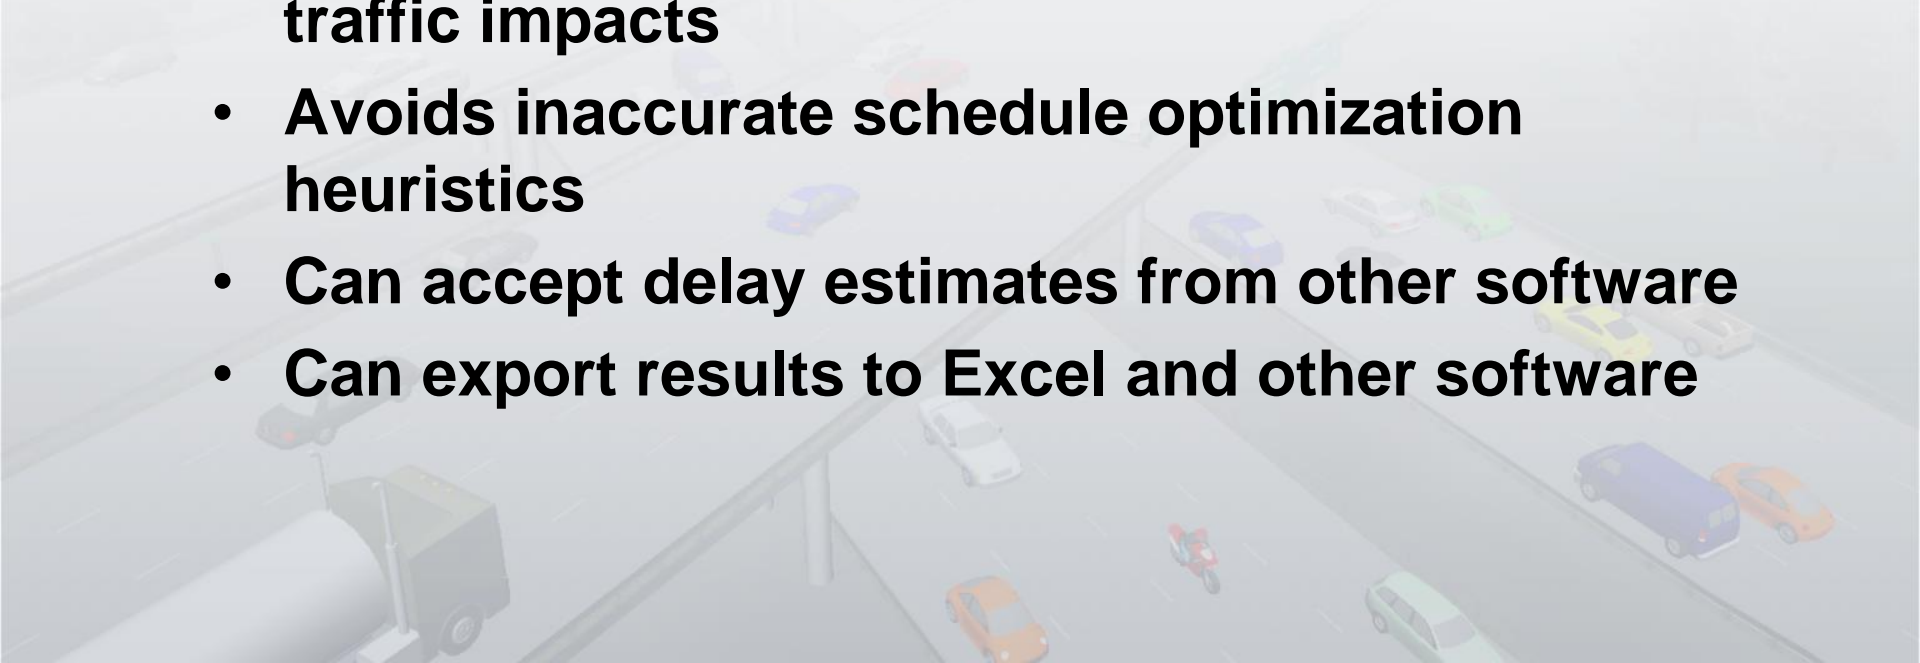 traffic impacts
• Avoids inaccurate schedule optimization
heuristics
• Can accept delay estimates from other software
• Can export results to Excel and other software